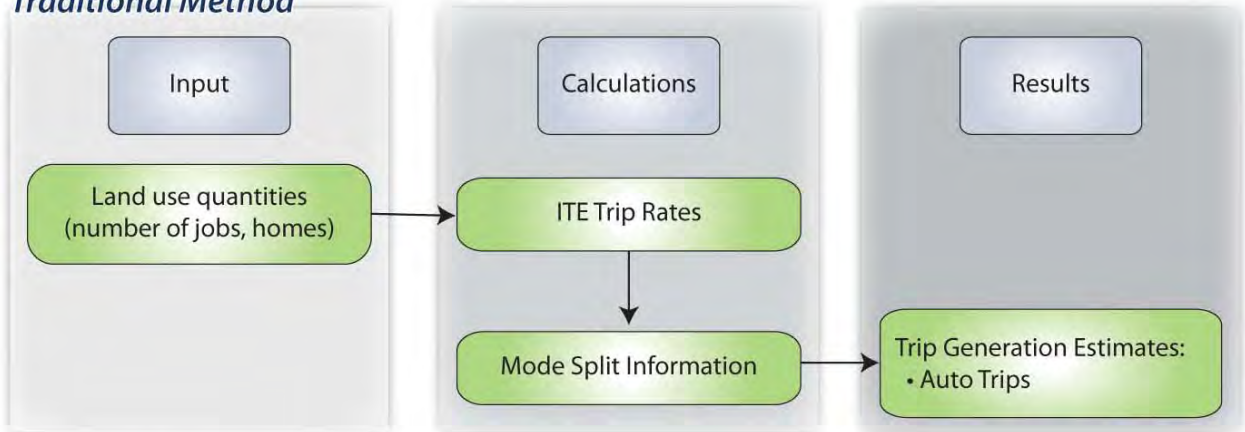 Traditional Method
Input
Calculations
Results
Land use quantities
(number of jobs, homes)
ITE Trip Rates
Mode Split Information
Trip Generation Estimates:
• Auto Trips